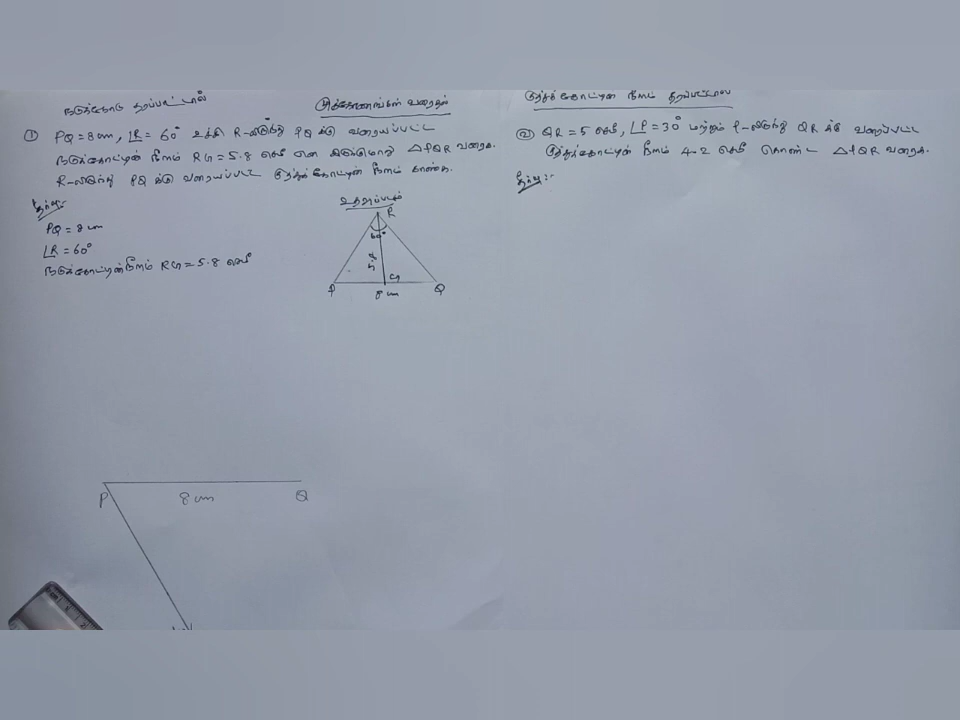 முக்கோணங்கள் வரைதல்
நடுக்கோடு தரப்பட்டால்
① PQ = 8 cm, ∠R = 60° உச்சி R-லிருந்து PQ க்கு வரையப்பட்ட
நடுக்கோட்டின் நீளம் RG = 5.8 செமீ என இருக்குமாறு △PQR வரைக.
R-லிருந்து PQ க்கு வரையப்பட்ட குத்துக் கோட்டின் நீளம் காண்க.
தீர்வு:-
PQ = 8 cm
∠R = 60°
நடுக்கோட்டின் நீளம் RG = 5.8 செமீ
உதவிப்படம்
R
60°
5.8
G
P
8 cm
Q
P
8 cm
Q
குத்துக்கோட்டின் நீளம் தரப்பட்டால்
② QR = 5 செமீ, ∠P = 30° மற்றும் P-லிருந்து QR க்கு வரையப்பட்ட
குத்துக்கோட்டின் நீளம் 4.2 செமீ கொண்ட △PQR வரைக.
தீர்வு:-